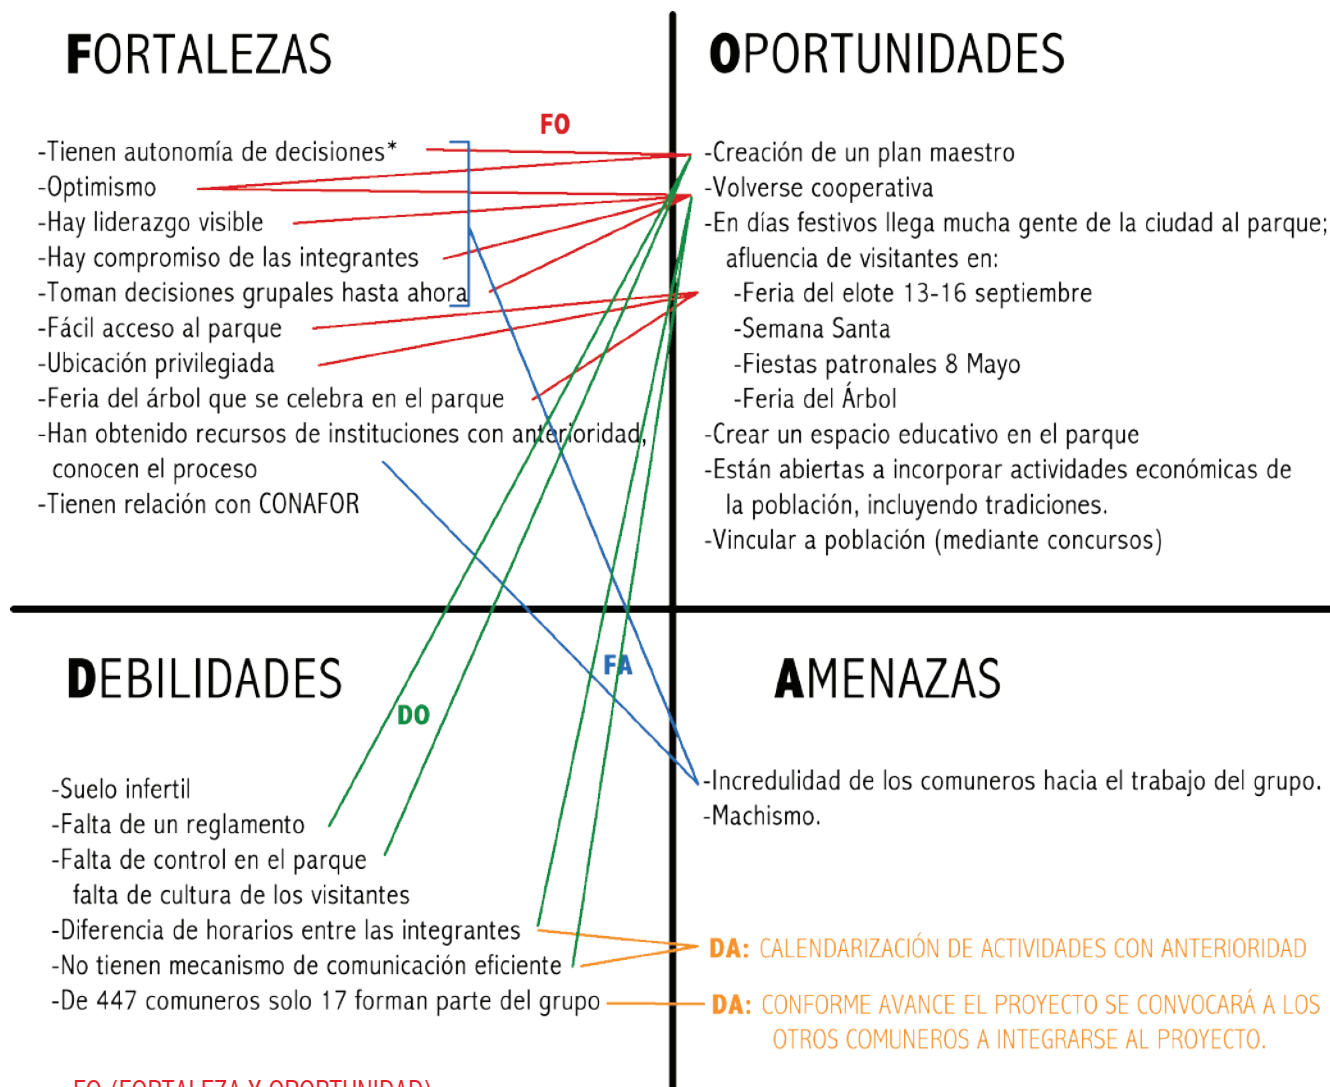 FORTALEZAS
FO
-Tienen autonomía de decisiones*
-Optimismo
-Hay liderazgo visible
-Hay compromiso de las integrantes
-Toman decisiones grupales hasta ahora
-Fácil acceso al parque
-Ubicación privilegiada
-Feria del árbol que se celebra en el parque
-Han obtenido recursos de instituciones con anterioridad,
conocen el proceso
-Tienen relación con CONAFOR
OPORTUNIDADES
-Creación de un plan maestro
-Volverse cooperativa
-En días festivos llega mucha gente de la ciudad al parque;
afluencia de visitantes en:
-Feria del elote 13-16 septiembre
-Semana Santa
-Fiestas patronales 8 Mayo
-Feria del Árbol
-Crear un espacio educativo en el parque
-Están abiertas a incorporar actividades económicas de
la población, incluyendo tradiciones.
-Vincular a población (mediante concursos)
DEBILIDADES
FA
DO
-Suelo infertil
-Falta de un reglamento
-Falta de control en el parque
falta de cultura de los visitantes
-Diferencia de horarios entre las integrantes
-No tienen mecanismo de comunicación eficiente
-De 447 comuneros solo 17 forman parte del grupo
AMENAZAS
-Incredulidad de los comuneros hacia el trabajo del grupo.
-Machismo.
DA: CALENDARIZACIÓN DE ACTIVIDADES CON ANTERIORIDAD
DA: CONFORME AVANCE EL PROYECTO SE CONVOCARÁ A LOS
OTROS COMUNEROS A INTEGRARSE AL PROYECTO.
FO (FORTALEZA Y OPORTUNIDAD)